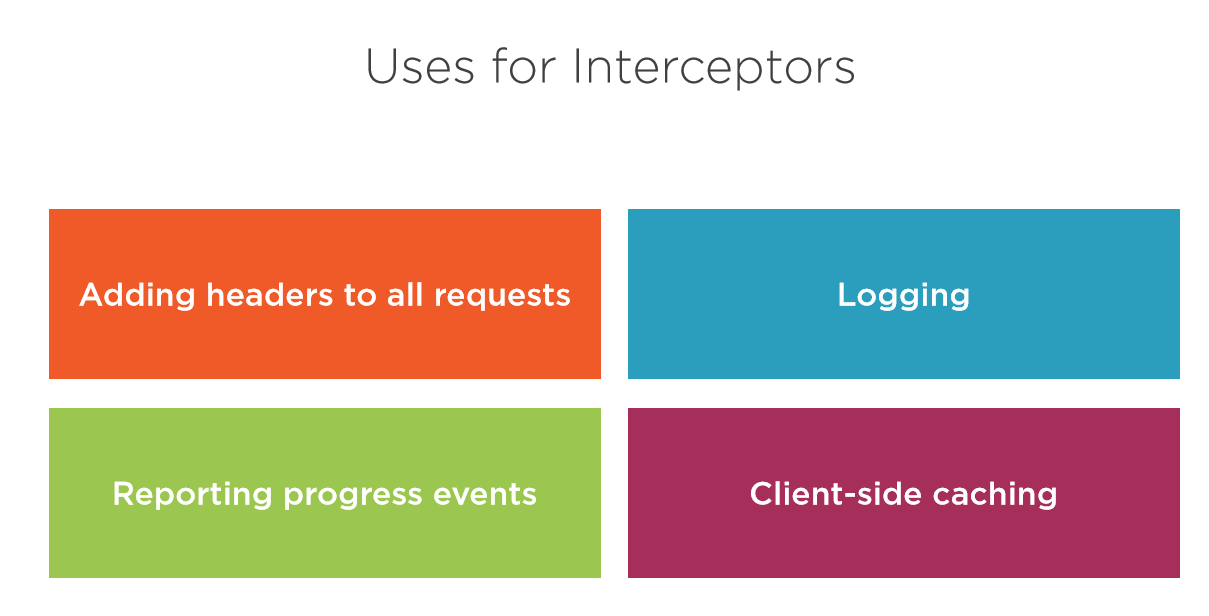 Uses for Interceptors
Adding headers to all requests
Logging
Reporting progress events
Client-side caching